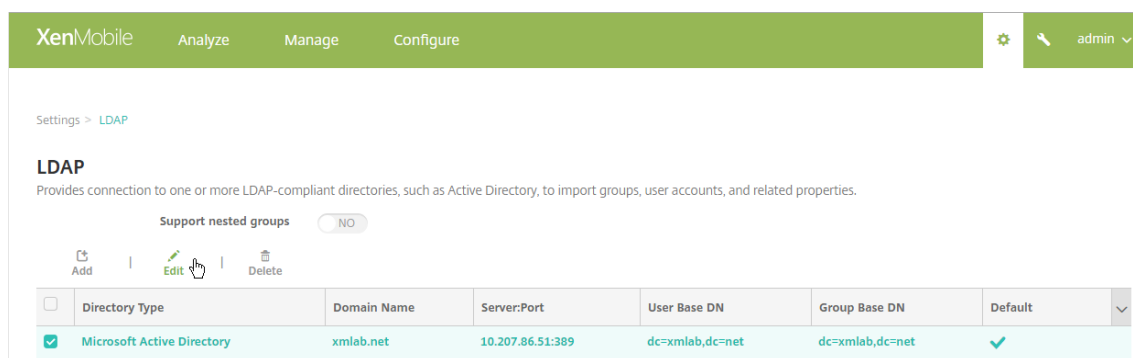 XenMobile Analyze Manage Configure admin
Settings > LDAP
LDAP
Provides connection to one or more LDAP-compliant directories, such as Active Directory, to import groups, user accounts, and related properties.
Support nested groups NO
Add | Edit | Delete
Directory Type Domain Name Server:Port User Base DN Group Base DN Default
Microsoft Active Directory xmlab.net 10.207.86.51:389 dc=xmlab,dc=net dc=xmlab,dc=net